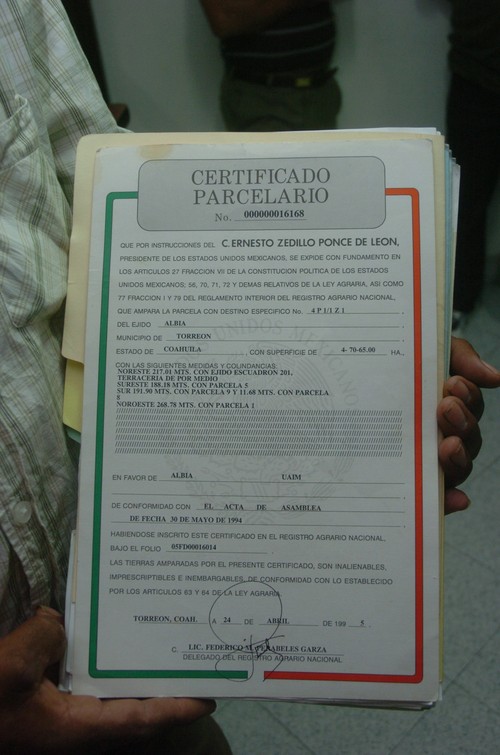 CERTIFICADO
PARCELARIO
No. 000000016168
QUE POR INSTRUCCIONES DEL C. ERNESTO ZEDILLO PONCE DE LEON,
PRESIDENTE DE LOS ESTADOS UNIDOS MEXICANOS, SE EXPIDE CON FUNDAMENTO EN
LOS ARTICULOS 27 FRACCION VII DE LA CONSTITUCION POLITICA DE LOS ESTADOS
UNIDOS MEXICANOS; 56, 70, 71, 72 Y DEMAS RELATIVOS DE LA LEY AGRARIA, ASI COMO
77 FRACCION I Y 79 DEL REGLAMENTO INTERIOR DEL REGISTRO AGRARIO NACIONAL,
QUE AMPARA LA PARCELA CON DESTINO ESPECIFICO No. 4 P 1/1 Z 1
DEL EJIDO ALBIA
MUNICIPIO DE TORREON
ESTADO DE COAHUILA , CON SUPERFICIE DE 4- 70-65.00 HA.,
CON LAS SIGUIENTES MEDIDAS Y COLINDANCIAS:
NORESTE 217.01 MTS. CON EJIDO ESCUADRON 201,
TERRACERIA DE POR MEDIO
SURESTE 188.18 MTS. CON PARCELA 5
SUR 191.90 MTS. CON PARCELA 9 Y 11.68 MTS. CON PARCELA
8
NOROESTE 268.78 MTS. CON PARCELA 1
EN FAVOR DE ALBIA UAIM
DE CONFORMIDAD CON EL ACTA DE ASAMBLEA
DE FECHA 30 DE MAYO DE 1994
HABIENDOSE INSCRITO ESTE CERTIFICADO EN EL REGISTRO AGRARIO NACIONAL,
BAJO EL FOLIO 05FD00016014
LAS TIERRAS AMPARADAS POR EL PRESENTE CERTIFICADO, SON INALIENABLES,
IMPRESCRIPTIBLES E INEMBARGABLES, DE CONFORMIDAD CON LO ESTABLECIDO
POR LOS ARTICULOS 63 Y 64 DE LA LEY AGRARIA.
TORREON, COAH. A 24 DE ABRIL DE 199 5
C. LIC. FEDERICO M. PENABELES GARZA
DELEGADO DEL REGISTRO AGRARIO NACIONAL